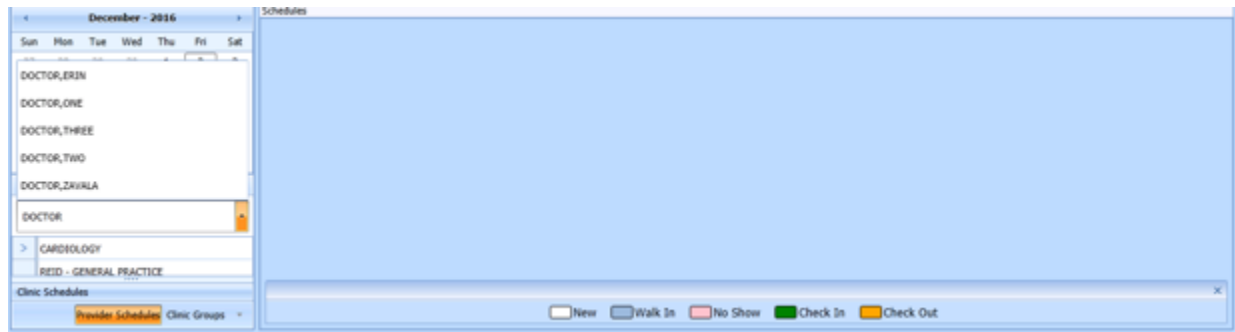 December - 2016
Schedules
Sun Mon Tue Wed Thu Fri Sat
DOCTOR,ERIN
DOCTOR,ONE
DOCTOR,THREE
DOCTOR,TWO
DOCTOR,ZAVALA
DOCTOR
CARDIOLOGY
REID - GENERAL PRACTICE
Clinic Schedules
Provider Schedules Clinic Groups
New Walk In No Show Check In Check Out